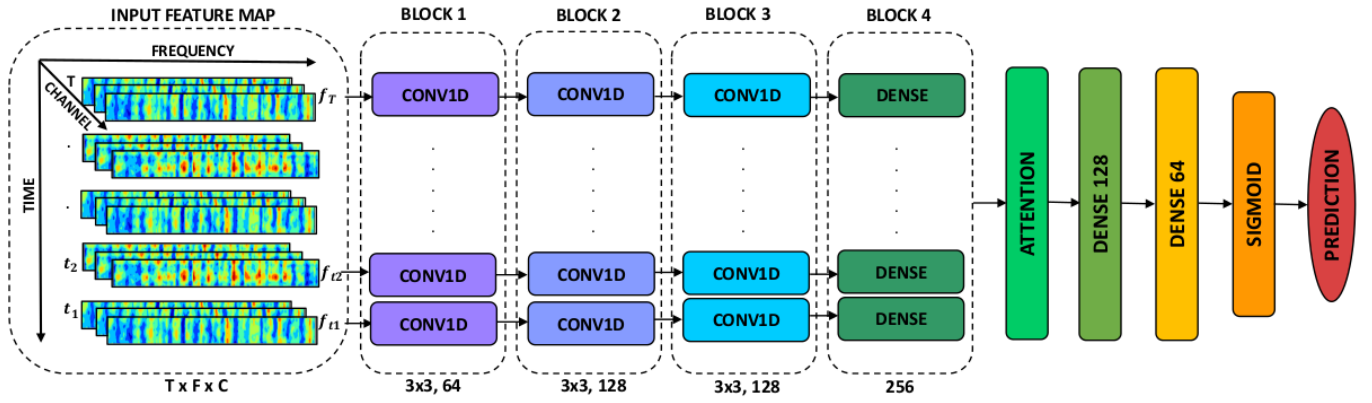 INPUT FEATURE MAP
BLOCK 1
BLOCK 2
BLOCK 3
BLOCK 4
FREQUENCY
CHANNEL
TIME
T
.
.
t₂
t₁
f_T
f_t2
f_t1
CONV1D
CONV1D
CONV1D
DENSE
CONV1D
CONV1D
CONV1D
DENSE
CONV1D
CONV1D
CONV1D
DENSE
ATTENTION
DENSE 128
DENSE 64
SIGMOID
PREDICTION
T x F x C
3x3, 64
3x3, 128
3x3, 128
256